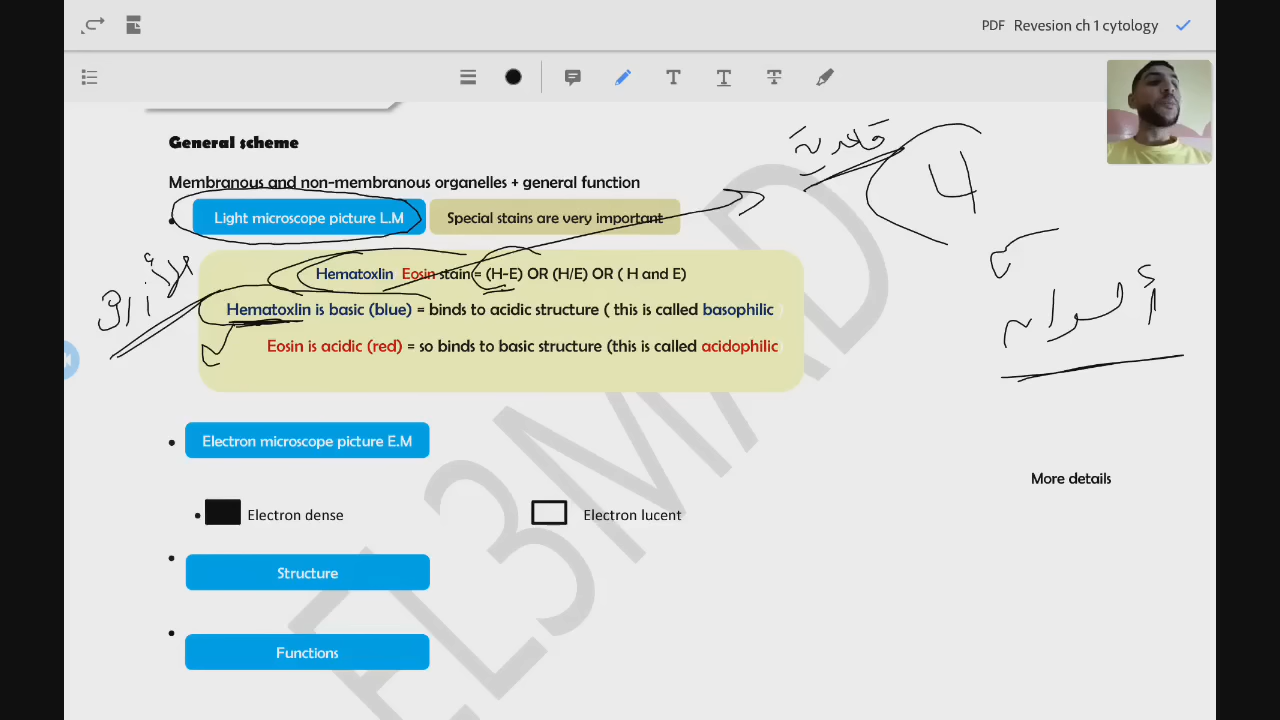 PDF Revesion ch 1 cytology
General scheme
Membranous and non-membranous organelles + general function
Light microscope picture L.M
Special stains are very important
Hematoxlin Eosin stain = (H-E) OR (H/E) OR ( H and E)
Hematoxlin is basic (blue) = binds to acidic structure ( this is called basophilic
Eosin is acidic (red) = so binds to basic structure (this is called acidophilic
Electron microscope picture E.M
Electron dense
Electron lucent
More details
Structure
Functions
EL3MAD
4